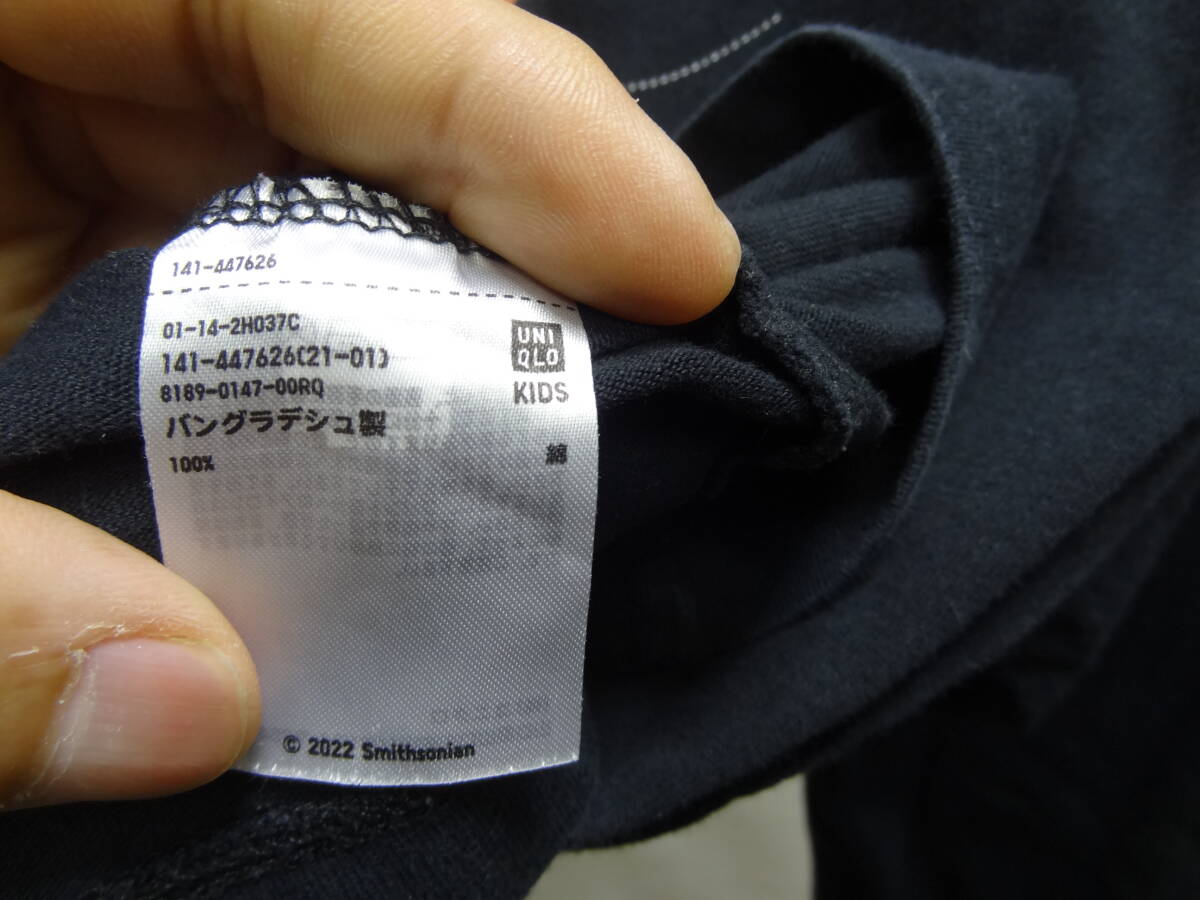 141-447626
01-14-2H037C
141-447626(21-01)
8189-0147-00RQ
UNI
QLO
KIDS
バングラデシュ製
100% 綿
© 2022 Smithsonian